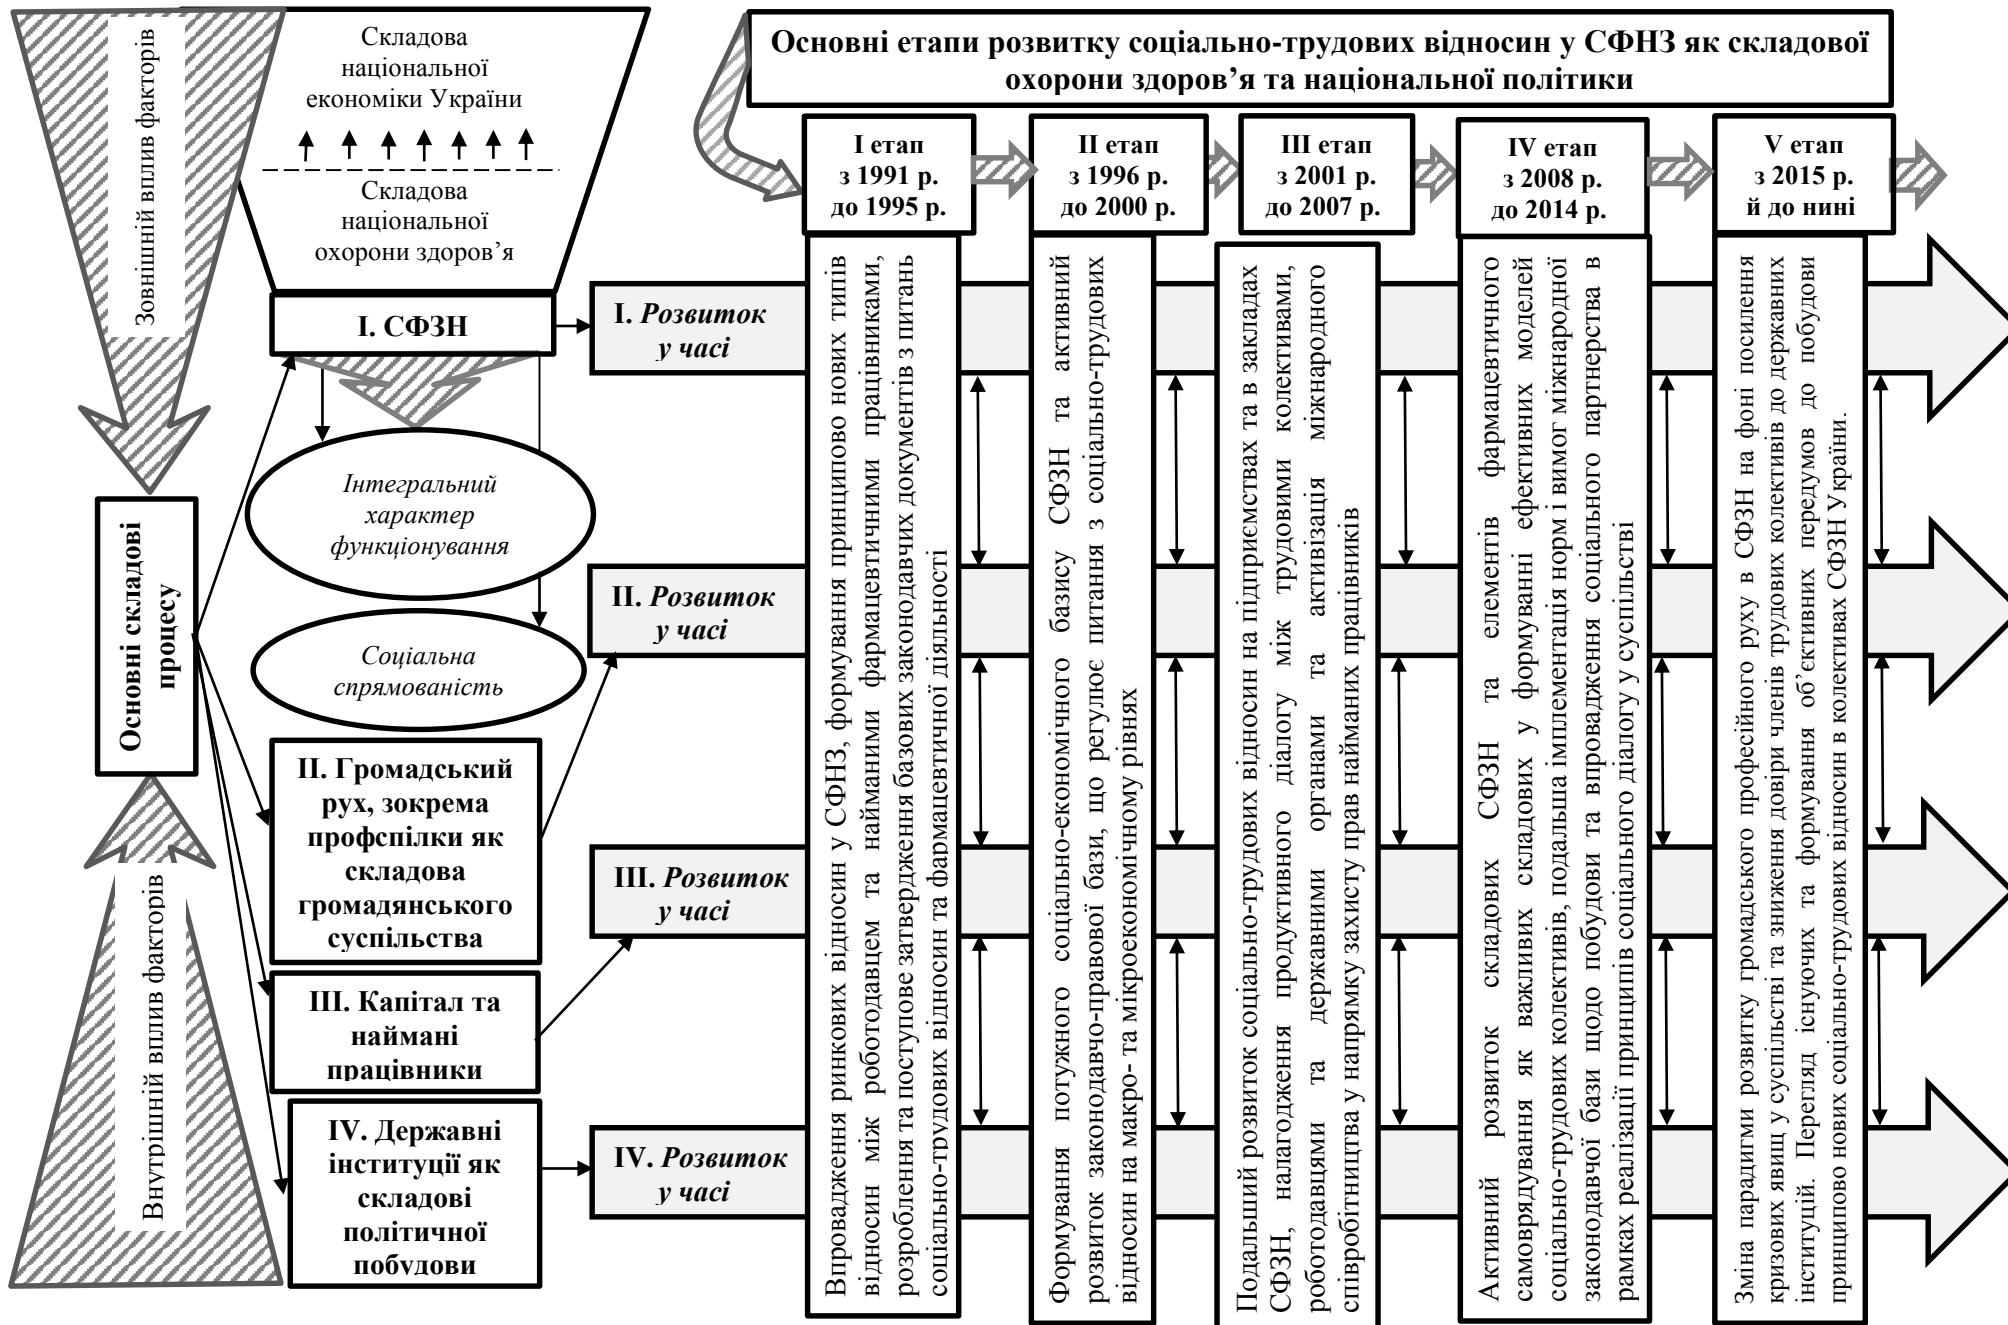 Зовнішній вплив факторів
Складова
національної
економіки України
Складова
національної
охорони здоров’я
I. СФЗН
Інтегральний
характер
функціонування
Соціальна
спрямованість
Основні складові
процесу
Внутрішній вплив факторів
II. Громадський
рух, зокрема
профспілки як
складова
громадянського
суспільства
III. Капітал та
наймані
працівники
IV. Державні
інституції як
складові
політичної
побудови
Основні етапи розвитку соціально-трудових відносин у СФНЗ як складової
охорони здоров’я та національної політики
I етап
з 1991 р.
до 1995 р.
II етап
з 1996 р.
до 2000 р.
III етап
з 2001 р.
до 2007 р.
IV етап
з 2008 р.
до 2014 р.
V етап
з 2015 р.
й до нині
I. Розвиток
у часі
II. Розвиток
у часі
III. Розвиток
у часі
IV. Розвиток
у часі
Впровадження ринкових відносин у СФНЗ, формування принципово нових типів
відносин між роботодавцем та найманими фармацевтичними працівниками,
розроблення та поступове затвердження базових законодавчих документів з питань
соціально-трудових відносин та фармацевтичної діяльності
Формування потужного соціально-економічного базису СФЗН та активний
розвиток законодавчо-правової бази, що регулює питання з соціально-трудових
відносин на макро- та мікроекономічному рівнях
Подальший розвиток соціально-трудових відносин на підприємствах та в закладах
СФЗН, налагодження продуктивного діалогу між трудовими колективами,
роботодавцями та державними органами та активізація міжнародного
співробітництва у напрямку захисту прав найманих працівників
Активний розвиток складових СФЗН та елементів фармацевтичного
самоврядування як важливих складових у формуванні ефективних моделей
соціально-трудових колективів, подальша імплементація норм і вимог міжнародної
законодавчої бази щодо побудови та впровадження соціального партнерства в
рамках реалізації принципів соціального діалогу у суспільстві
Зміна парадигми розвитку громадського професійного руху в СФЗН на фоні посилення
кризових явищ у суспільстві та зниження довіри членів трудових колективів до державних
інституцій. Перегляд існуючих та формування об’єктивних передумов до побудови
принципово нових соціально-трудових відносин в колективах СФЗН України.